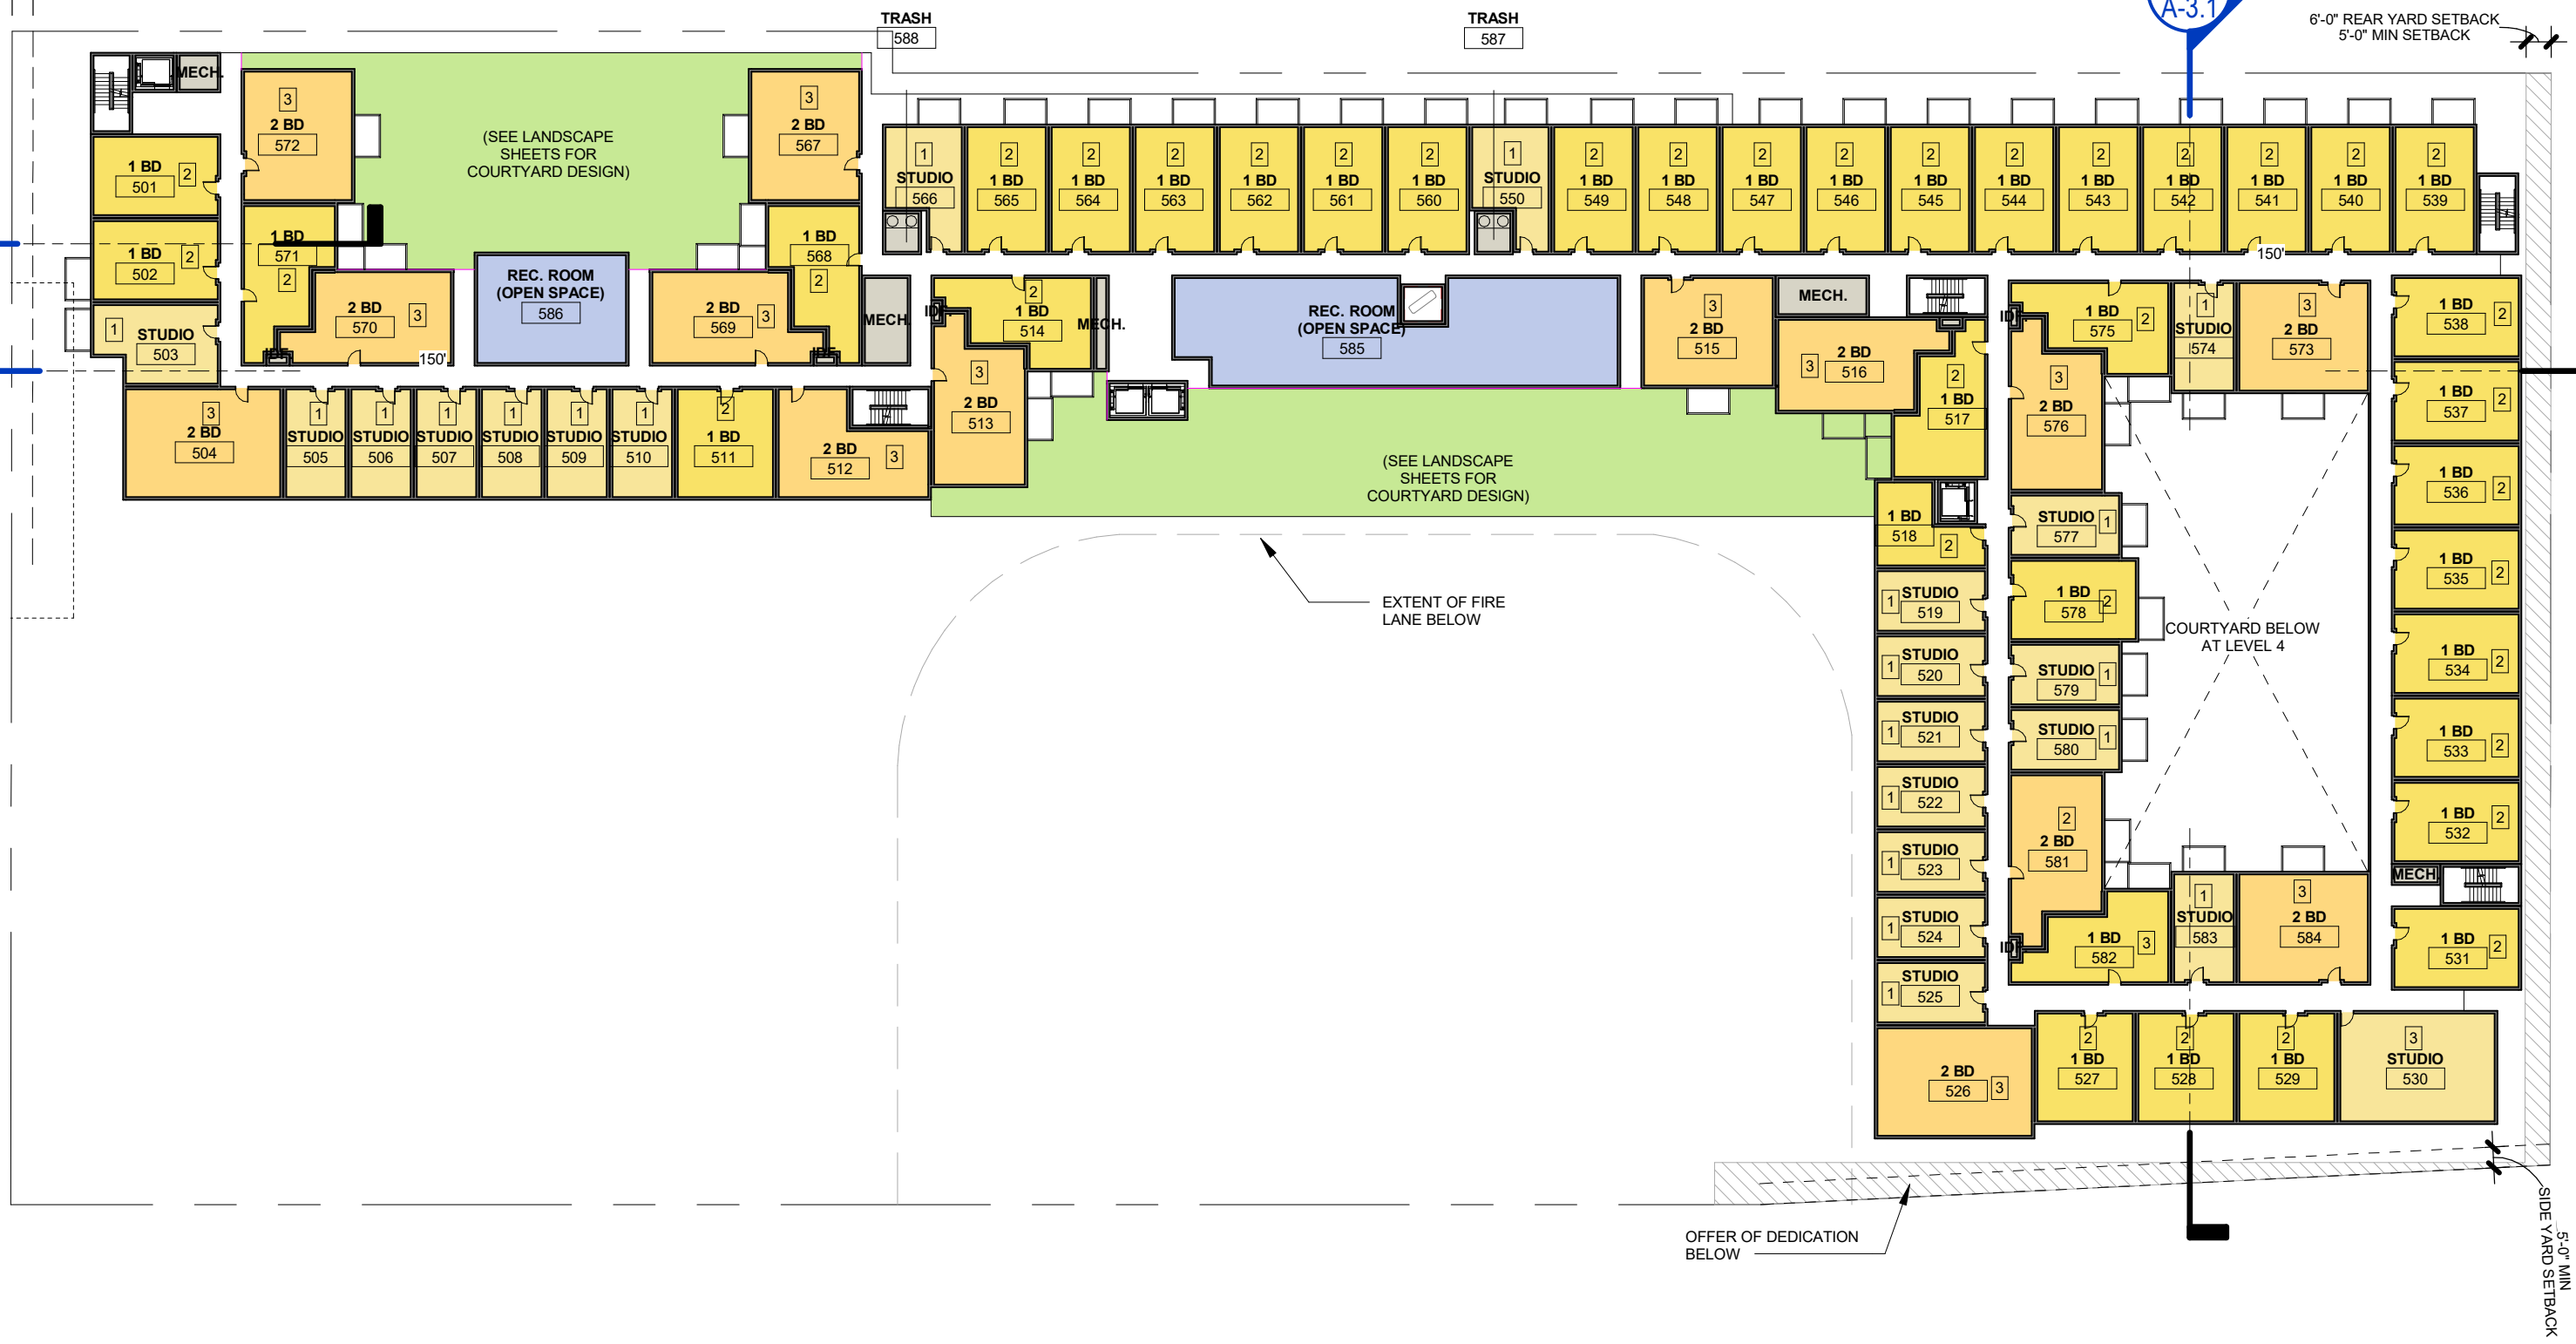 TRASH
588
TRASH
587
A-3.1
6'-0" REAR YARD SETBACK
5'-0" MIN SETBACK
MECH.
3
2 BD
572
3
2 BD
567
(SEE LANDSCAPE
SHEETS FOR
COURTYARD DESIGN)
1 BD
501
2
1 BD
502
2
1
STUDIO
503
1 BD
571
2
2 BD
570
3
150'
REC. ROOM
(OPEN SPACE)
586
2 BD
569
3
1 BD
568
2
MECH.
1
STUDIO
566
2
1 BD
565
2
1 BD
564
2
1 BD
563
2
1 BD
562
2
1 BD
561
2
1 BD
560
1
STUDIO
550
2
1 BD
549
2
1 BD
548
2
1 BD
547
2
1 BD
546
2
1 BD
545
2
1 BD
544
2
1 BD
543
2
1 BD
542
2
1 BD
541
2
1 BD
540
2
1 BD
539
150'
3
2 BD
504
1
STUDIO
505
1
STUDIO
506
1
STUDIO
507
1
STUDIO
508
1
STUDIO
509
1
STUDIO
510
2
1 BD
511
2 BD
512
3
3
2 BD
513
2
1 BD
514
MECH.
REC. ROOM
(OPEN SPACE)
585
3
2 BD
515
MECH.
3
2 BD
516
2
1 BD
517
(SEE LANDSCAPE
SHEETS FOR
COURTYARD DESIGN)
EXTENT OF FIRE
LANE BELOW
1 BD
518
2
1
STUDIO
519
1
STUDIO
520
1
STUDIO
521
1
STUDIO
522
1
STUDIO
523
1
STUDIO
524
1
STUDIO
525
2 BD
526
3
1 BD
575
2
1
STUDIO
574
3
2 BD
573
3
2 BD
576
STUDIO
577
1
1 BD
578
2
STUDIO
579
1
STUDIO
580
1
2
2 BD
581
1 BD
582
3
1
STUDIO
583
3
2 BD
584
COURTYARD BELOW
AT LEVEL 4
1 BD
538
2
1 BD
537
2
1 BD
536
2
1 BD
535
2
1 BD
534
2
1 BD
533
2
1 BD
532
2
MECH
1 BD
531
2
2
1 BD
527
2
1 BD
528
2
1 BD
529
3
STUDIO
530
OFFER OF DEDICATION
BELOW
5'-0" MIN
SIDE YARD SETBACK